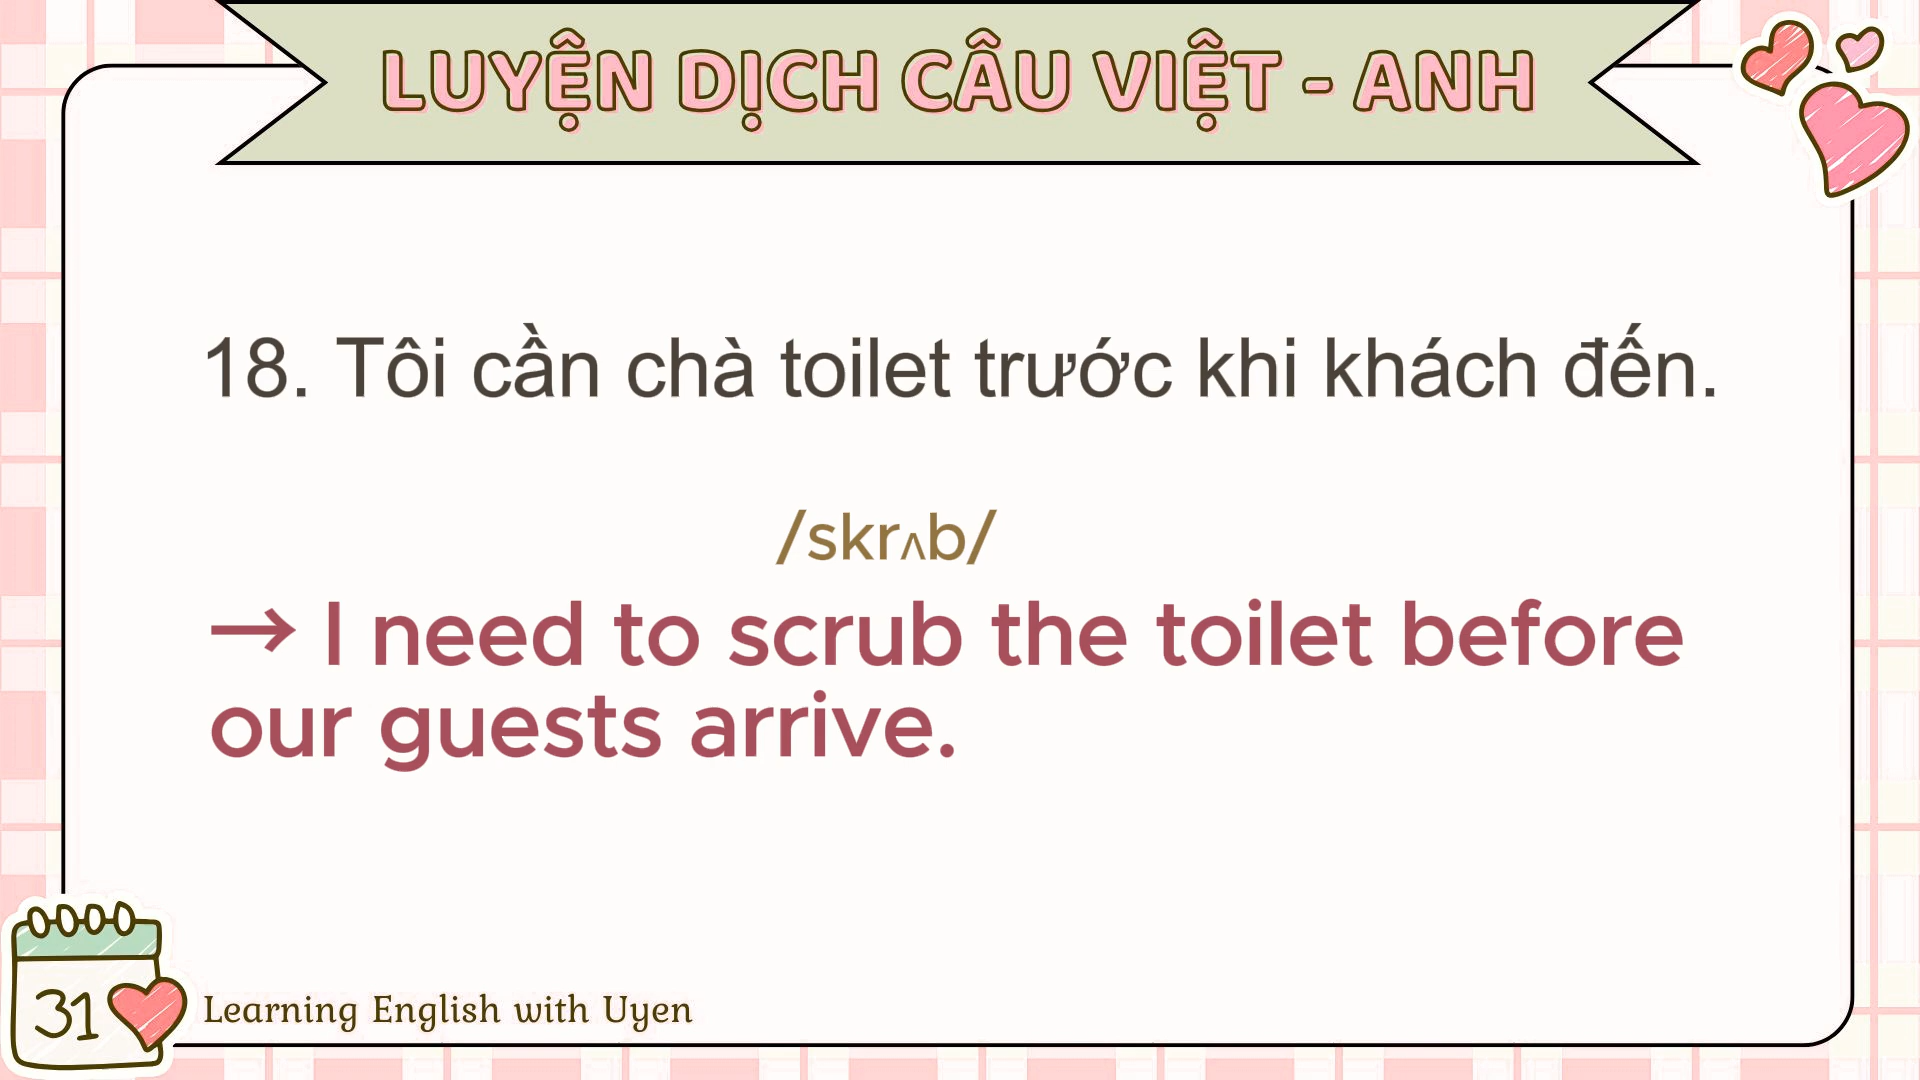 LUYỆN DỊCH CÂU VIỆT - ANH
18. Tôi cần chà toilet trước khi khách đến.
/skrʌb/
→ I need to scrub the toilet before
our guests arrive.
31
Learning English with Uyen